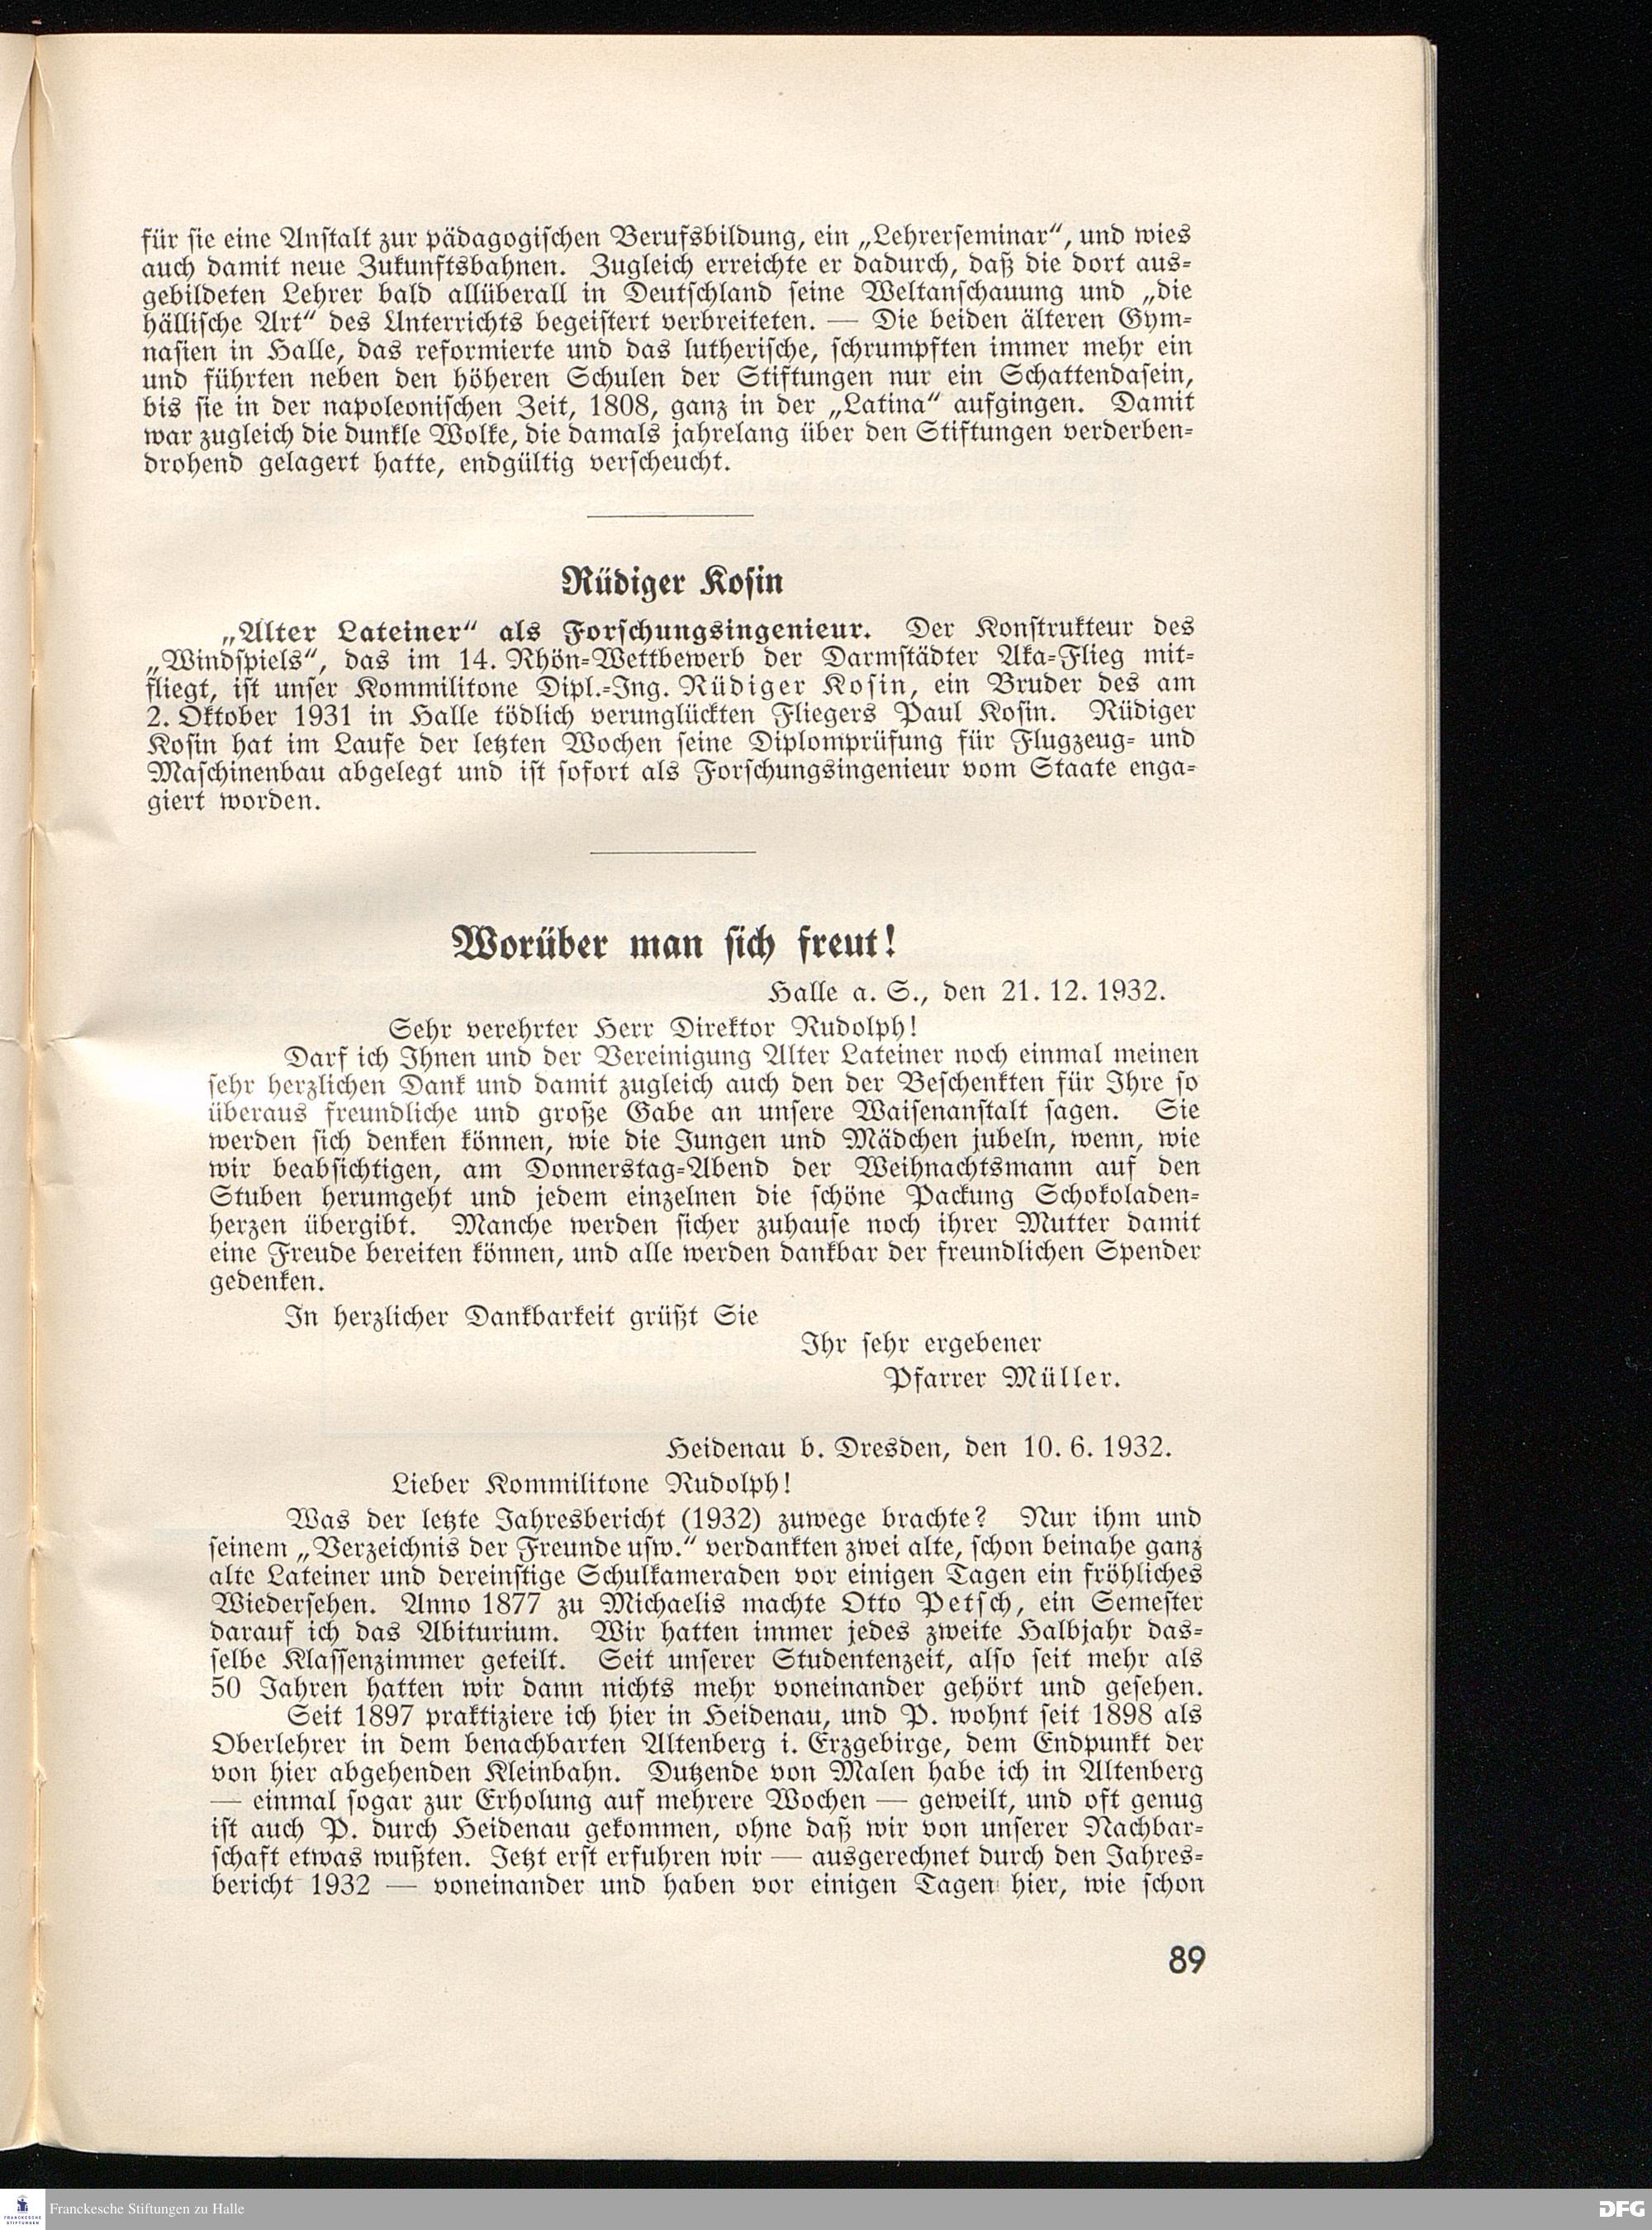 für sie eine Anstalt zur pädagogischen Berufsbildung, ein „Lehrerseminar“, und wies
auch damit neue Zukunftsbahnen. Zugleich erreichte er dadurch, daß die dort aus-
gebildeten Lehrer bald allüberall in Deutschland seine Weltanschauung und „die
hällische Art“ des Unterrichts begeistert verbreiteten. — Die beiden älteren Gym-
nasien in Halle, das reformierte und das lutherische, schrumpften immer mehr ein
und führten neben den höheren Schulen der Stiftungen nur ein Schattendasein,
bis sie in der napoleonischen Zeit, 1808, ganz in der „Latina“ aufgingen. Damit
war zugleich die dunkle Wolke, die damals jahrelang über den Stiftungen verderben-
drohend gelagert hatte, endgültig verscheucht.
Rüdiger Kosin
„Alter Lateiner“ als Forschungsingenieur. Der Konstrukteur des
„Windspiels“, das im 14. Rhön-Wettbewerb der Darmstädter Aka-Flieg mit-
fliegt, ist unser Kommilitone Dipl.-Ing. Rüdiger Kosin, ein Bruder des am
2. Oktober 1931 in Halle tödlich verunglückten Fliegers Paul Kosin. Rüdiger
Kosin hat im Laufe der letzten Wochen seine Diplomprüfung für Flugzeug- und
Maschinenbau abgelegt und ist sofort als Forschungsingenieur vom Staate enga-
giert worden.
Worüber man sich freut!
Halle a. S., den 21. 12. 1932.
Sehr verehrter Herr Direktor Rudolph!
Darf ich Ihnen und der Vereinigung Alter Lateiner noch einmal meinen
sehr herzlichen Dank und damit zugleich auch den der Beschenkten für Ihre so
überaus freundliche und große Gabe an unsere Waisenanstalt sagen. Sie
werden sich denken können, wie die Jungen und Mädchen jubeln, wenn, wie
wir beabsichtigen, am Donnerstag-Abend der Weihnachtsmann auf den
Stuben herumgeht und jedem einzelnen die schöne Packung Schokoladen-
herzen übergibt. Manche werden sicher zuhause noch ihrer Mutter damit
eine Freude bereiten können, und alle werden dankbar der freundlichen Spender
gedenken.
In herzlicher Dankbarkeit grüßt Sie
Ihr sehr ergebener
Pfarrer Müller.
Heidenau b. Dresden, den 10. 6. 1932.
Lieber Kommilitone Rudolph!
Was der letzte Jahresbericht (1932) zuwege brachte? Nur ihm und
seinem „Verzeichnis der Freunde usw.“ verdankten zwei alte, schon beinahe ganz
alte Lateiner und dereinstige Schulkameraden vor einigen Tagen ein fröhliches
Wiedersehen. Anno 1877 zu Michaelis machte Otto Petsch, ein Semester
darauf ich das Abiturium. Wir hatten immer jedes zweite Halbjahr das-
selbe Klassenzimmer geteilt. Seit unserer Studentenzeit, also seit mehr als
50 Jahren hatten wir dann nichts mehr voneinander gehört und gesehen.
Seit 1897 praktiziere ich hier in Heidenau, und P. wohnt seit 1898 als
Oberlehrer in dem benachbarten Altenberg i. Erzgebirge, dem Endpunkt der
von hier abgehenden Kleinbahn. Dutzende von Malen habe ich in Altenberg
— einmal sogar zur Erholung auf mehrere Wochen — geweilt, und oft genug
ist auch P. durch Heidenau gekommen, ohne daß wir von unserer Nachbar-
schaft etwas wußten. Jetzt erst erfuhren wir — ausgerechnet durch den Jahres-
bericht 1932 — voneinander und haben vor einigen Tagen hier, wie schon
89
Franckesche Stiftungen zu Halle
DFG
FRANCKESCHE
STIFTUNGEN